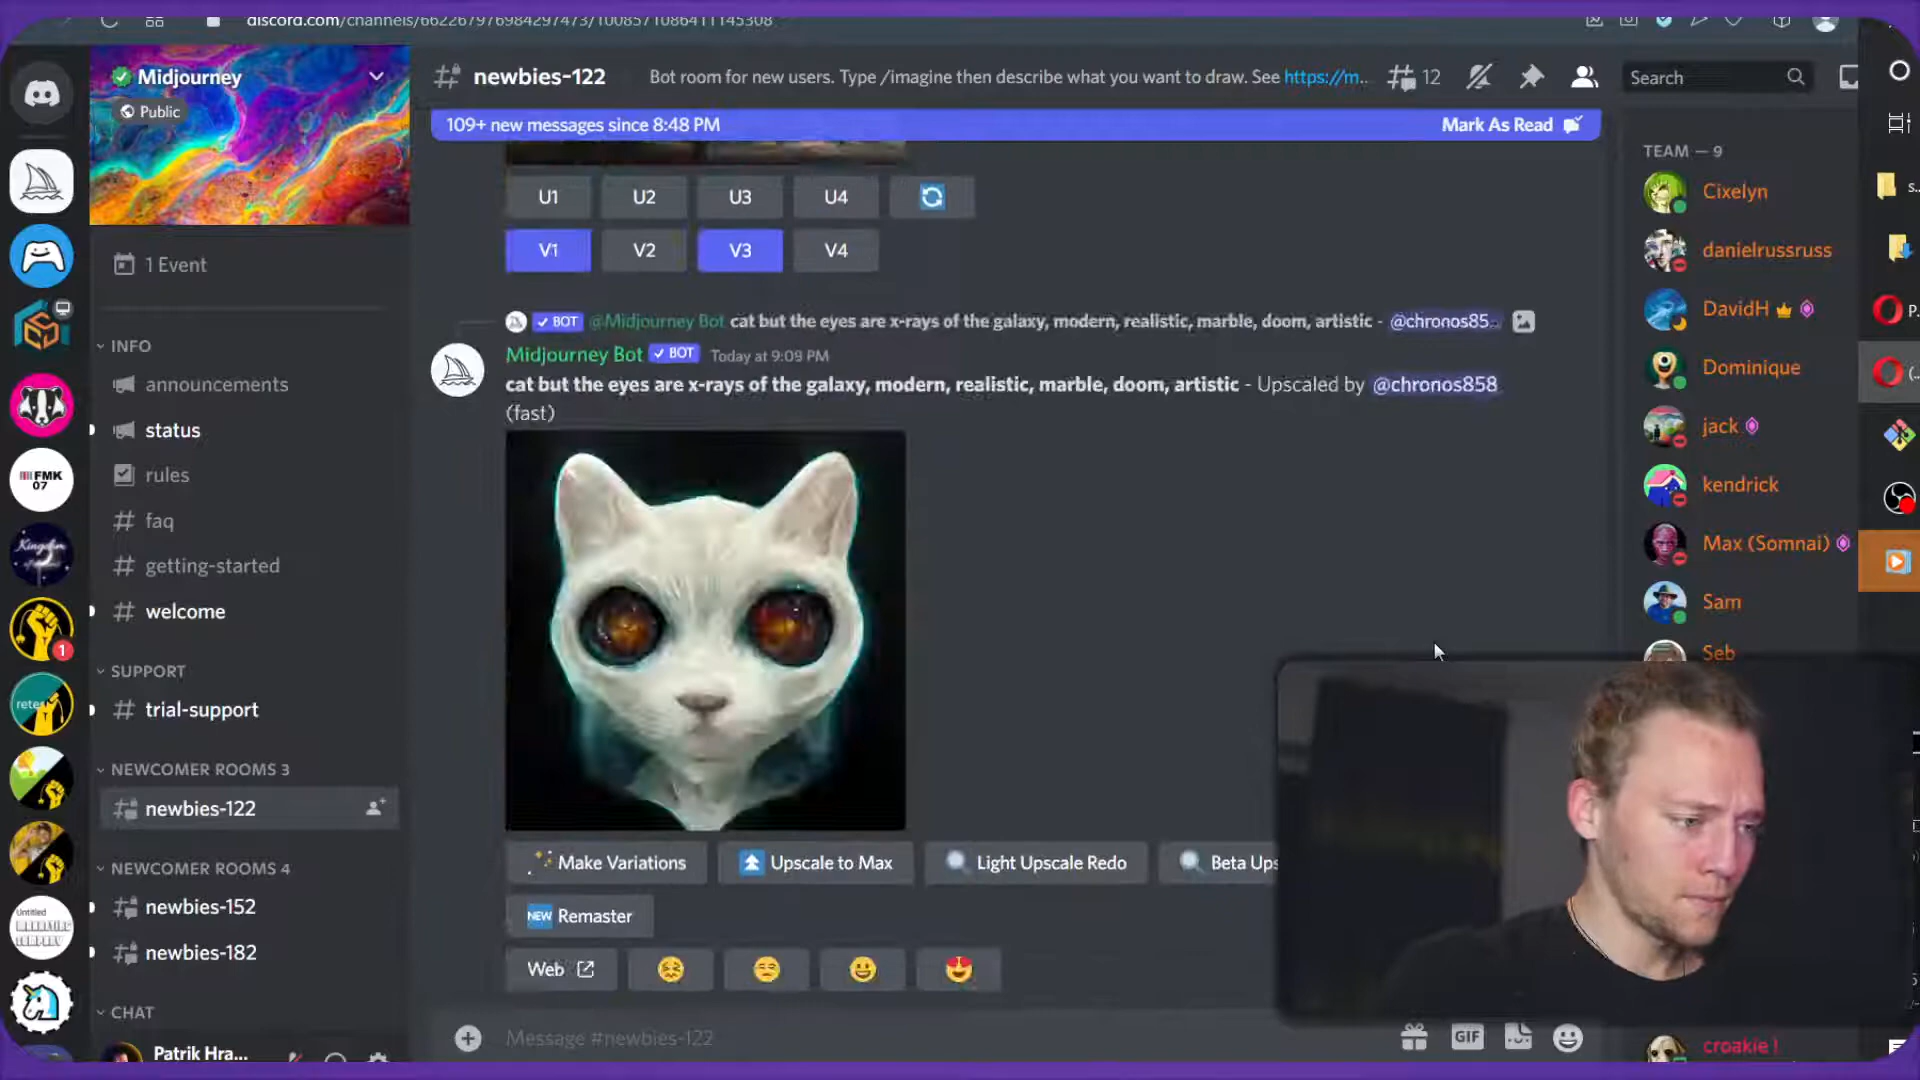 discord.com/channels/662267976984297473/1008571086411145308
Midjourney
Public
1 Event
INFO
announcements
status
rules
faq
getting-started
welcome
SUPPORT
trial-support
NEWCOMER ROOMS 3
newbies-122
NEWCOMER ROOMS 4
newbies-152
newbies-182
CHAT
Patrik Hra...
FMK
07
Kingdom
1
Untitled
MARKETING
COMPANY
newbies-122
Bot room for new users. Type /imagine then describe what you want to draw. See https://m...
12
Search
109+ new messages since 8:48 PM
Mark As Read
U1 U2 U3 U4
V1 V2 V3 V4
BOT @Midjourney Bot cat but the eyes are x-rays of the galaxy, modern, realistic, marble, doom, artistic - @chronos85...
Midjourney Bot BOT Today at 9:09 PM
cat but the eyes are x-rays of the galaxy, modern, realistic, marble, doom, artistic - Upscaled by @chronos858
(fast)
Make Variations
Upscale to Max
Light Upscale Redo
Beta Ups
NEW Remaster
Web
Message #newbies-122
GIF
TEAM — 9
Cixelyn
danielrussruss
DavidH
Dominique
jack
kendrick
Max (Somnai)
Sam
Seb
croakie !
s...
P.
(...